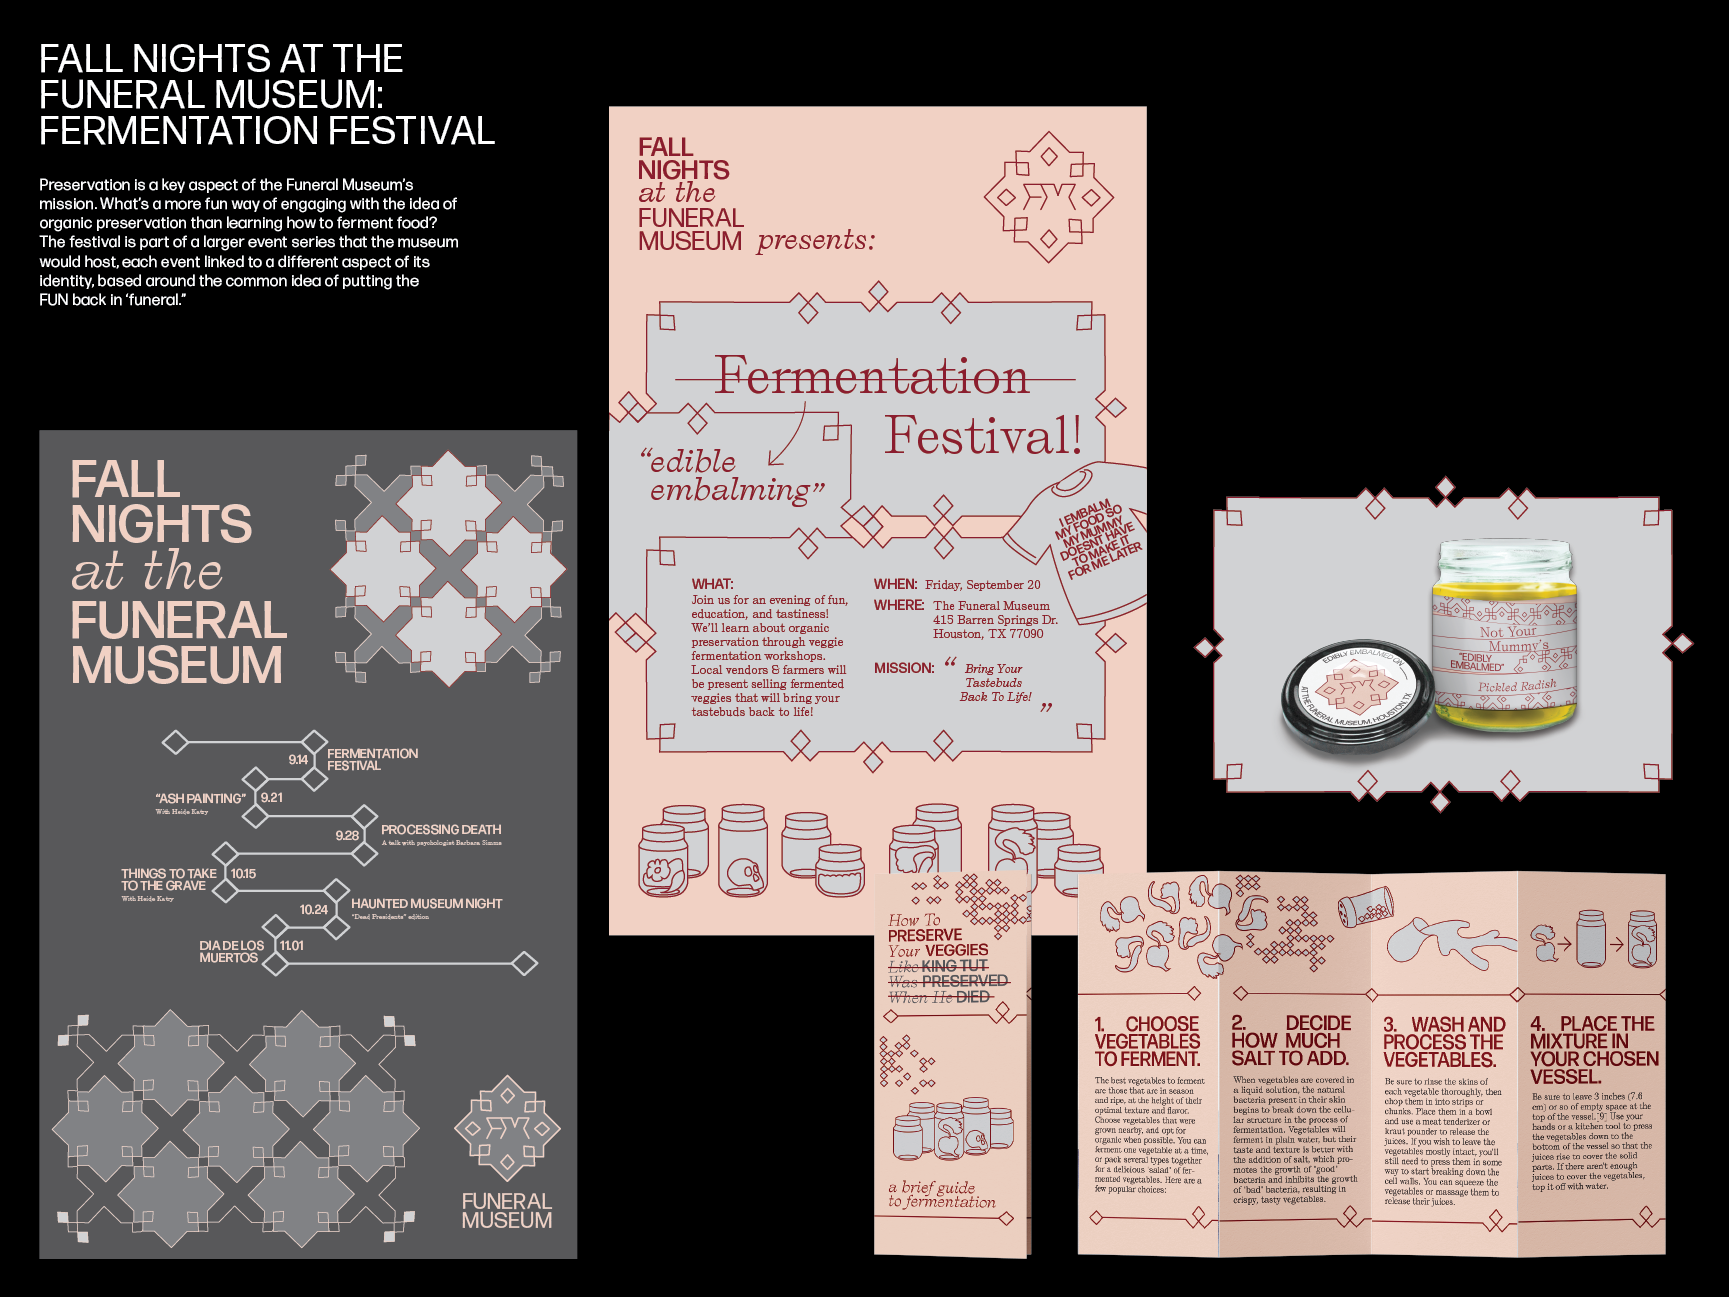 FALL NIGHTS AT THE
FUNERAL MUSEUM:
FERMENTATION FESTIVAL
Preservation is a key aspect of the Funeral Museum's
mission. What's a more fun way of engaging with the idea of
organic preservation than learning how to ferment food?
The festival is part of a larger event series that the museum
would host, each event linked to a different aspect of its
identity, based around the common idea of putting the
FUN back in 'funeral."
FALL
NIGHTS
at the
FUNERAL
MUSEUM
9.14
FERMENTATION
FESTIVAL
"ASH PAINTING"
With Heide Katry
9.21
9.28
PROCESSING DEATH
A talk with psychologist Barbara Simms
THINGS TO TAKE
TO THE GRAVE
With Heide Katry
10.15
10.24
HAUNTED MUSEUM NIGHT
"Dead Presidents" edition
DIA DE LOS
MUERTOS
11.01
FUNERAL
MUSEUM
FALL
NIGHTS
at the
FUNERAL
MUSEUM presents:
Fermentation
Festival!
"edible
embalming"
I EMBALM
MY FOOD SO
MY MUMMY
DOESNT HAVE
TO MAKE IT
FOR ME LATER
WHAT:
Join us for an evening of fun,
education, and tastiness!
We'll learn about organic
preservation through veggie
fermentation workshops.
Local vendors & farmers will
be present selling fermented
veggies that will bring your
tastebuds back to life!
WHEN: Friday, September 20
WHERE: The Funeral Museum
415 Barren Springs Dr.
Houston, TX 77090
MISSION: "Bring Your
Tastebuds
Back To Life!"
EDIBLY EMBALMED ON
AT THE FUNERAL MUSEUM, HOUSTON, TX
Not Your
Mummy's
"EDIBLY
EMBALMED"
Pickled Radish
How To
PRESERVE
Your VEGGIES
Like KING TUT
Was PRESERVED
When He DIED
a brief guide
to fermentation
1. CHOOSE
VEGETABLES
TO FERMENT.
The best vegetables to ferment
are those that are in season
and ripe, at the height of their
optimal texture and flavor.
Choose vegetables that were
grown nearby, and opt for
organic when possible. You can
ferment one vegetable at a time,
or pack several types together
for a delicious 'salad' of fer-
mented vegetables. Here are a
few popular choices:
2. DECIDE
HOW MUCH
SALT TO ADD.
When vegetables are covered in
a liquid solution, the natural
bacteria present in their skin
begins to break down the cellu-
lar structure in the process of
fermentation. Vegetables will
ferment in plain water, but their
taste and texture is better with
the addition of salt, which pro-
motes the growth of "good"
bacteria and inhibits the growth
of "bad" bacteria, resulting in
crispy, tasty vegetables.
3. WASH AND
PROCESS THE
VEGETABLES.
Be sure to rinse the skins of
each vegetable thoroughly, then
chop them in into strips or
chunks. Place them in a bowl
and use a meat tenderizer or
kraut pounder to release the
juices. If you wish to leave the
vegetables mostly intact, you'll
still need to press them in some
way to start breaking down the
cell walls. You can squeeze the
vegetables or massage them to
release their juices.
4. PLACE THE
MIXTURE IN
YOUR CHOSEN
VESSEL.
Be sure to leave 3 inches (7.6
cm) or so of empty space at the
top of the vessel.[9] Use your
hands or a kitchen tool to press
the vegetables down to the
bottom of the vessel so that the
juices rise to cover the solid
parts. If there aren't enough
juices to cover the vegetables,
top it off with water.